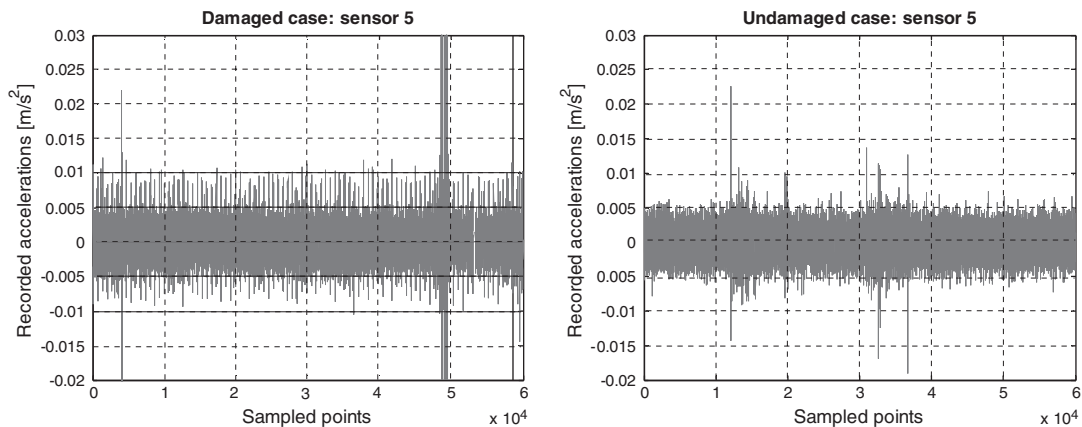 Damaged case: sensor 5
Recorded accelerations [m/s²]
0.03
0.025
0.02
0.015
0.01
0.005
0
-0.005
-0.01
-0.015
-0.02
0 1 2 3 4 5 6
Sampled points
x 10⁴
Undamaged case: sensor 5
Recorded accelerations [m/s²]
0.03
0.025
0.02
0.015
0.01
0.005
0
-0.005
-0.01
-0.015
-0.02
0 1 2 3 4 5 6
Sampled points
x 10⁴